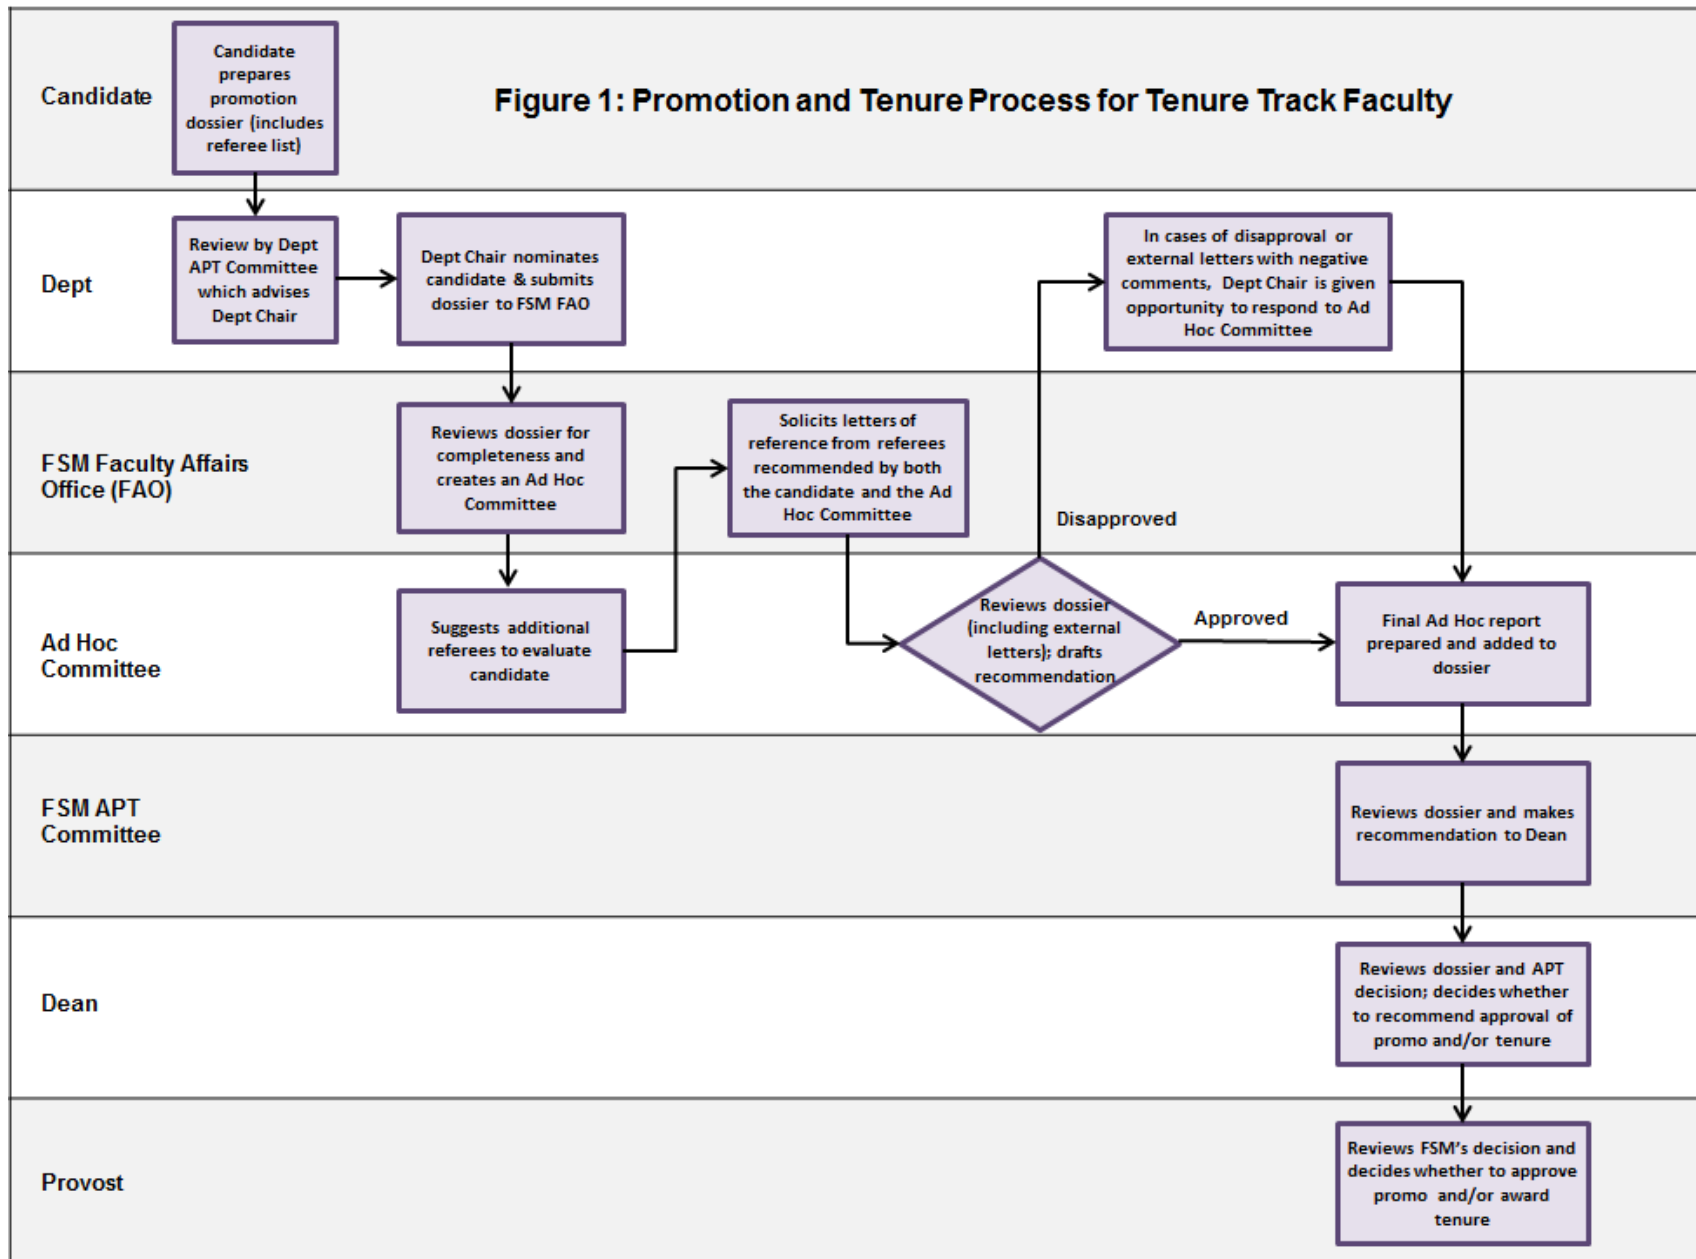 Figure 1: Promotion and Tenure Process for Tenure Track Faculty
Candidate
Candidate
prepares
promotion
dossier (includes
referee list)
Dept
Review by Dept
APT Committee
which advises
Dept Chair
Dept Chair nominates
candidate & submits
dossier to FSM FAO
In cases of disapproval or
external letters with negative
comments, Dept Chair is given
opportunity to respond to Ad
Hoc Committee
FSM Faculty Affairs
Office (FAO)
Reviews dossier for
completeness and
creates an Ad Hoc
Committee
Solicits letters of
reference from referees
recommended by both
the candidate and the Ad
Hoc Committee
Disapproved
Ad Hoc
Committee
Suggests additional
referees to evaluate
candidate
Reviews dossier
(including external
letters); drafts
recommendation
Approved
Final Ad Hoc report
prepared and added to
dossier
FSM APT
Committee
Reviews dossier and makes
recommendation to Dean
Dean
Reviews dossier and APT
decision; decides whether
to recommend approval of
promo and/or tenure
Provost
Reviews FSM's decision and
decides whether to approve
promo and/or award
tenure